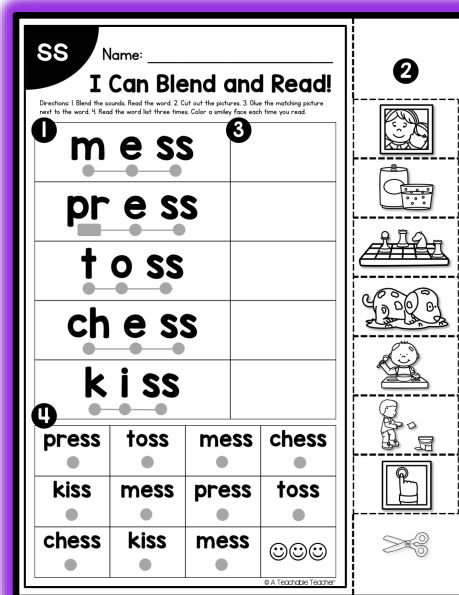 ss
Name:
I Can Blend and Read!
Directions: 1. Blend the sounds. Read the word. 2. Cut out the pictures. 3. Glue the matching picture
next to the word. 4. Read the word list three times. Color a smiley face each time you read.
1
3
m e ss
pr e ss
t o ss
ch e ss
k i ss
4
press toss mess chess
kiss mess press toss
chess kiss mess
© A Teachable Teacher
2